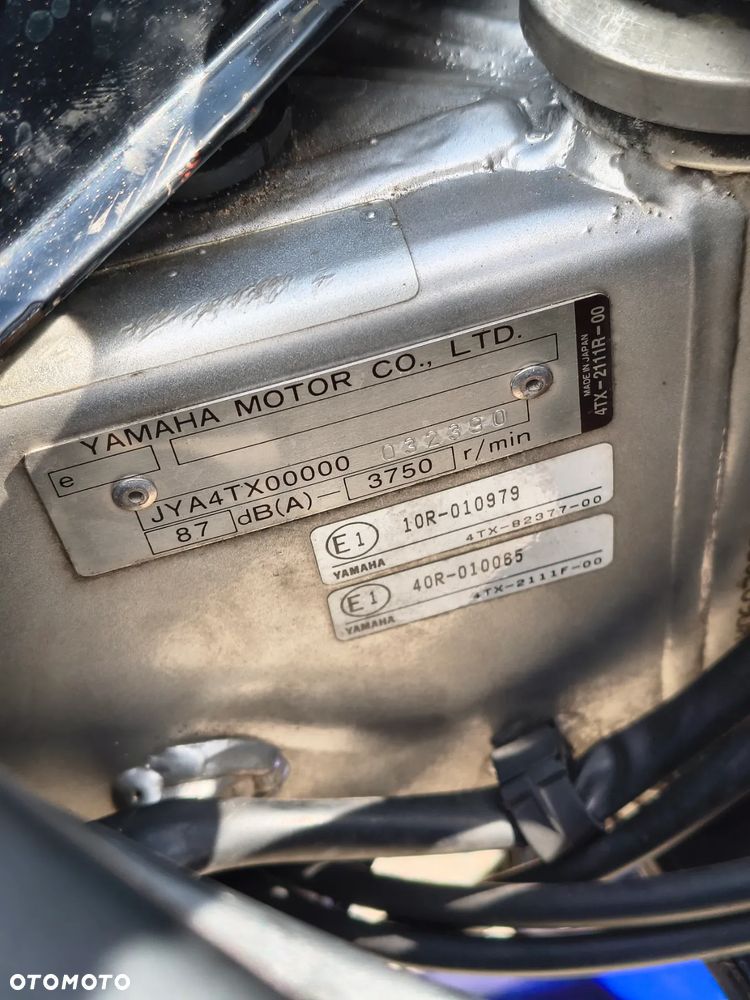 YAMAHA MOTOR CO., LTD.
e
JYA4TX00000 032390
87 dB(A)— 3750 r/min
MADE IN JAPAN
4TX-2111R-00
E1 10R-010979
YAMAHA 4TX-82377-00
E1 40R-010065
YAMAHA 4TX-2111F-00
OTOMOTO